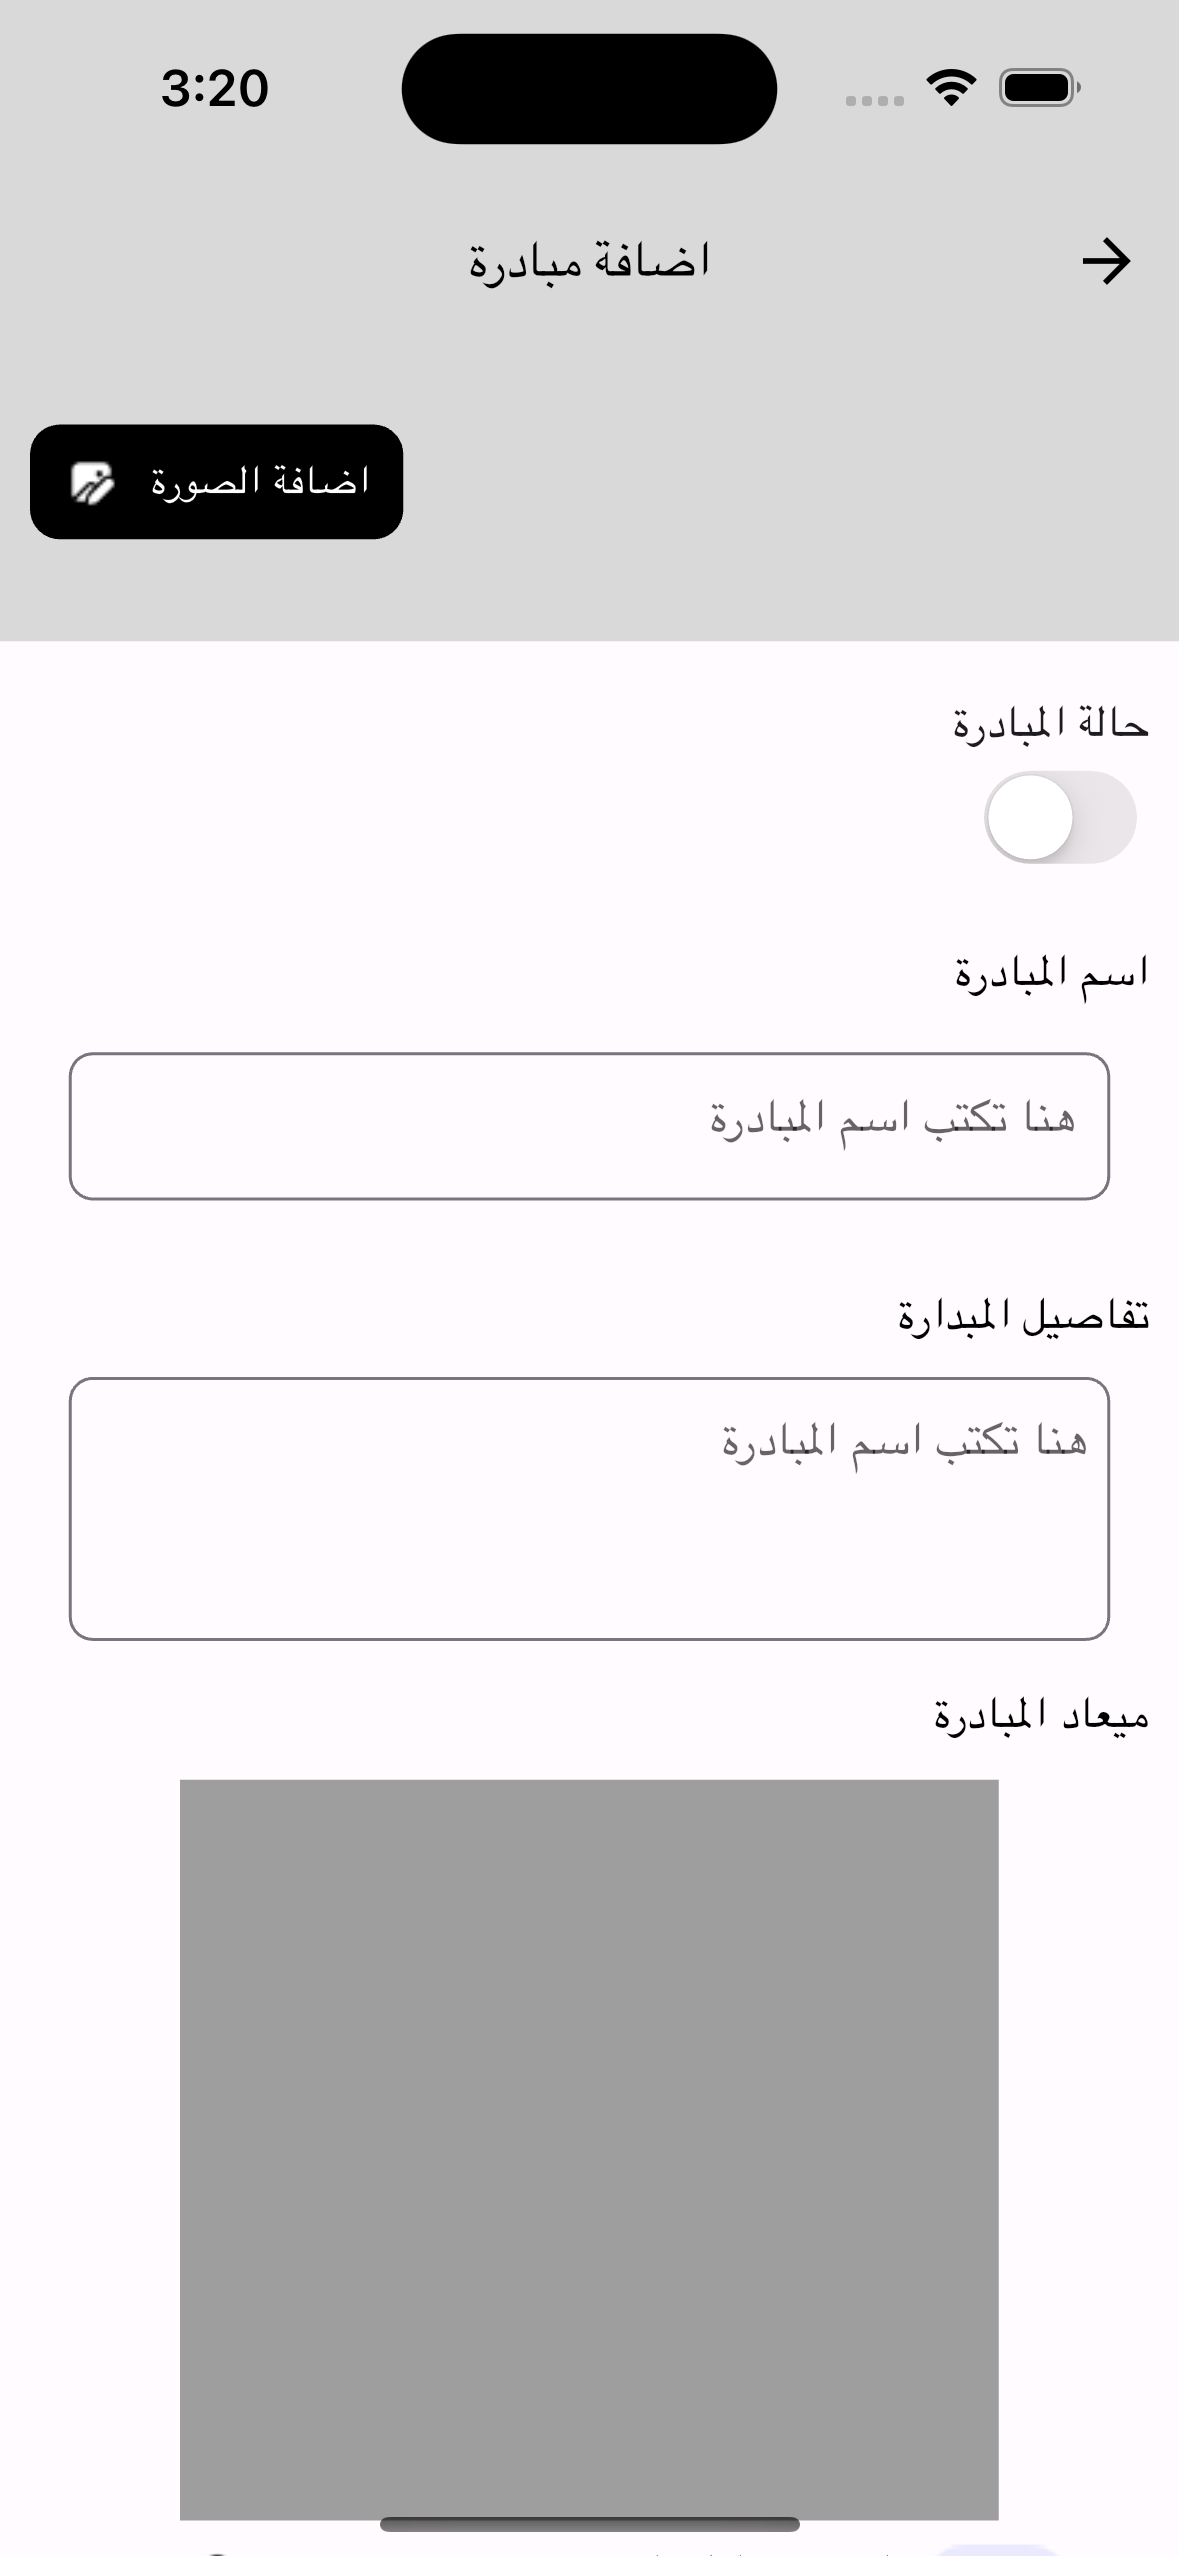 3:20
اضافة مبادرة
اضافة الصورة
حالة المبادرة
اسم المبادرة
هنا تكتب اسم المبادرة
تفاصيل المبدارة
هنا تكتب اسم المبادرة
ميعاد المبادرة